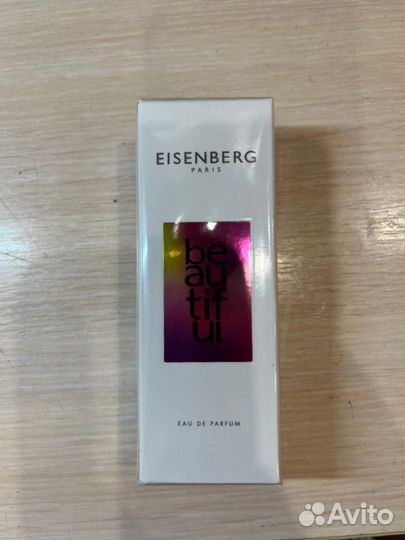 EISENBERG
PARIS
be
au
tif
ul
EAU DE PARFUM
Avito